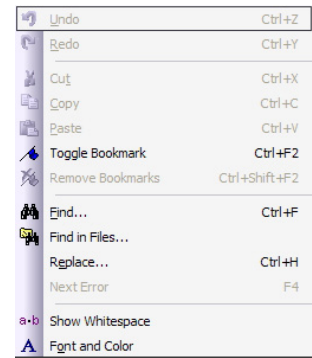 Undo Ctrl+Z
Redo Ctrl+Y
Cut Ctrl+X
Copy Ctrl+C
Paste Ctrl+V
Toggle Bookmark Ctrl+F2
Remove Bookmarks Ctrl+Shift+F2
Find... Ctrl+F
Find in Files...
Replace... Ctrl+H
Next Error F4
a·b Show Whitespace
A Font and Color